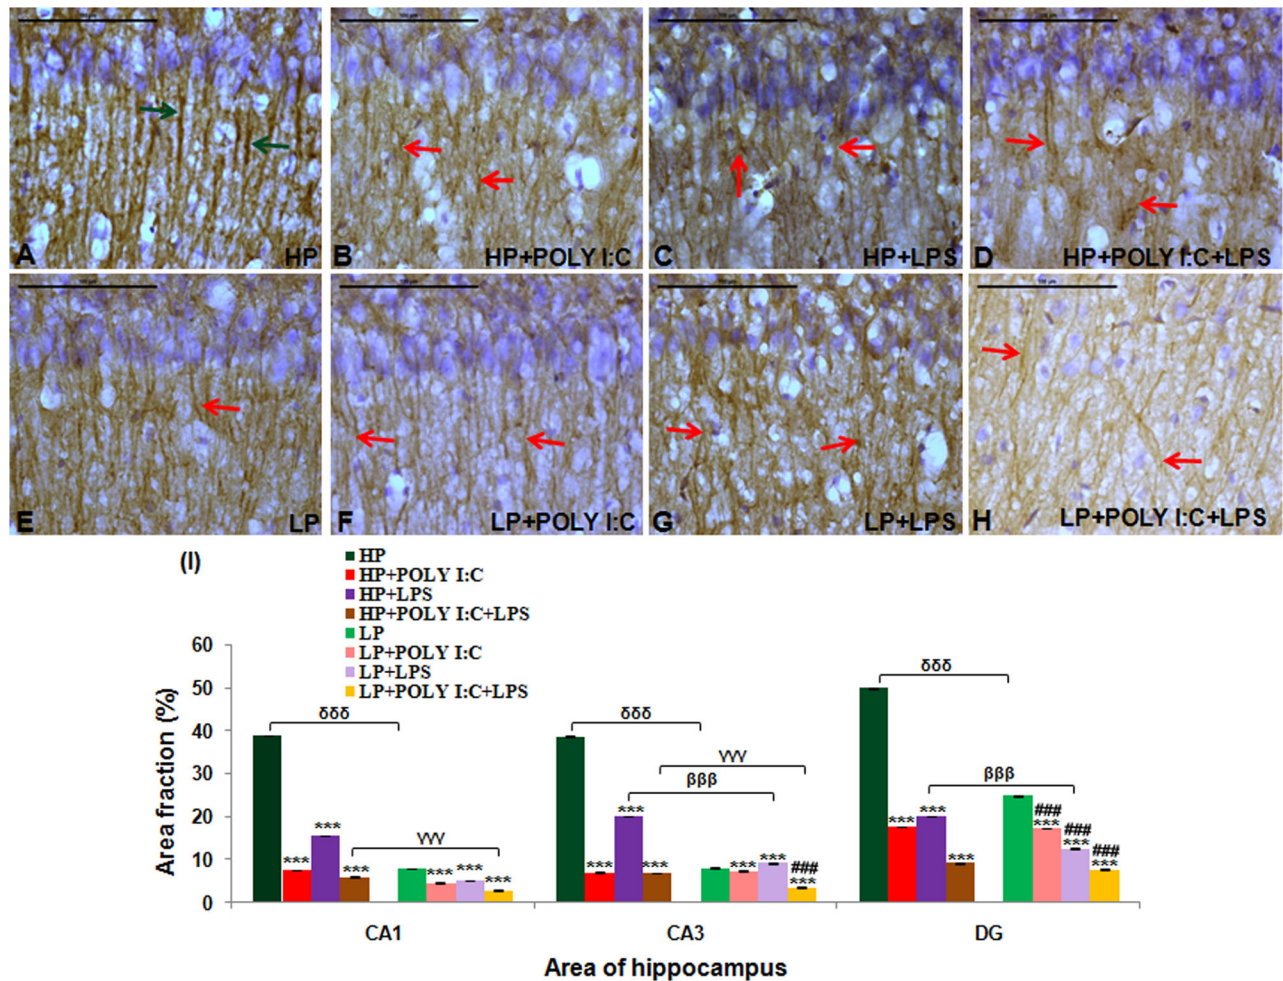 A HP
B HP+POLY I:C
C HP+LPS
D HP+POLY I:C+LPS
E LP
F LP+POLY I:C
G LP+LPS
H LP+POLY I:C+LPS
(I)
HP
HP+POLY I:C
HP+LPS
HP+POLY I:C+LPS
LP
LP+POLY I:C
LP+LPS
LP+POLY I:C+LPS
Area fraction (%)
60
50
40
30
20
10
0
δδδ
γγγ
*** *** *** *** *** ***
δδδ
γγγ
βββ
*** *** *** *** *** ###
***
δδδ
βββ
*** *** *** ###
*** ###
*** ###
***
CA1 CA3 DG
Area of hippocampus